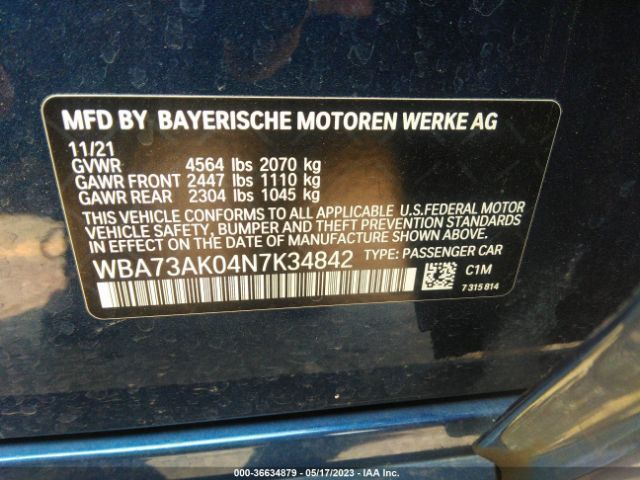 MFD BY BAYERISCHE MOTOREN WERKE AG
11/21
GVWR 4564 lbs 2070 kg
GAWR FRONT 2447 lbs 1110 kg
GAWR REAR 2304 lbs 1045 kg
THIS VEHICLE CONFORMS TO ALL APPLICABLE U.S.FEDERAL MOTOR
VEHICLE SAFETY, BUMPER AND THEFT PREVENTION STANDARDS
IN EFFECT ON THE DATE OF MANUFACTURE SHOWN ABOVE.
WBA73AK04N7K34842 TYPE: PASSENGER CAR
C1M
7 315 814
000-36634879 - 05/17/2023 - IAA Inc.